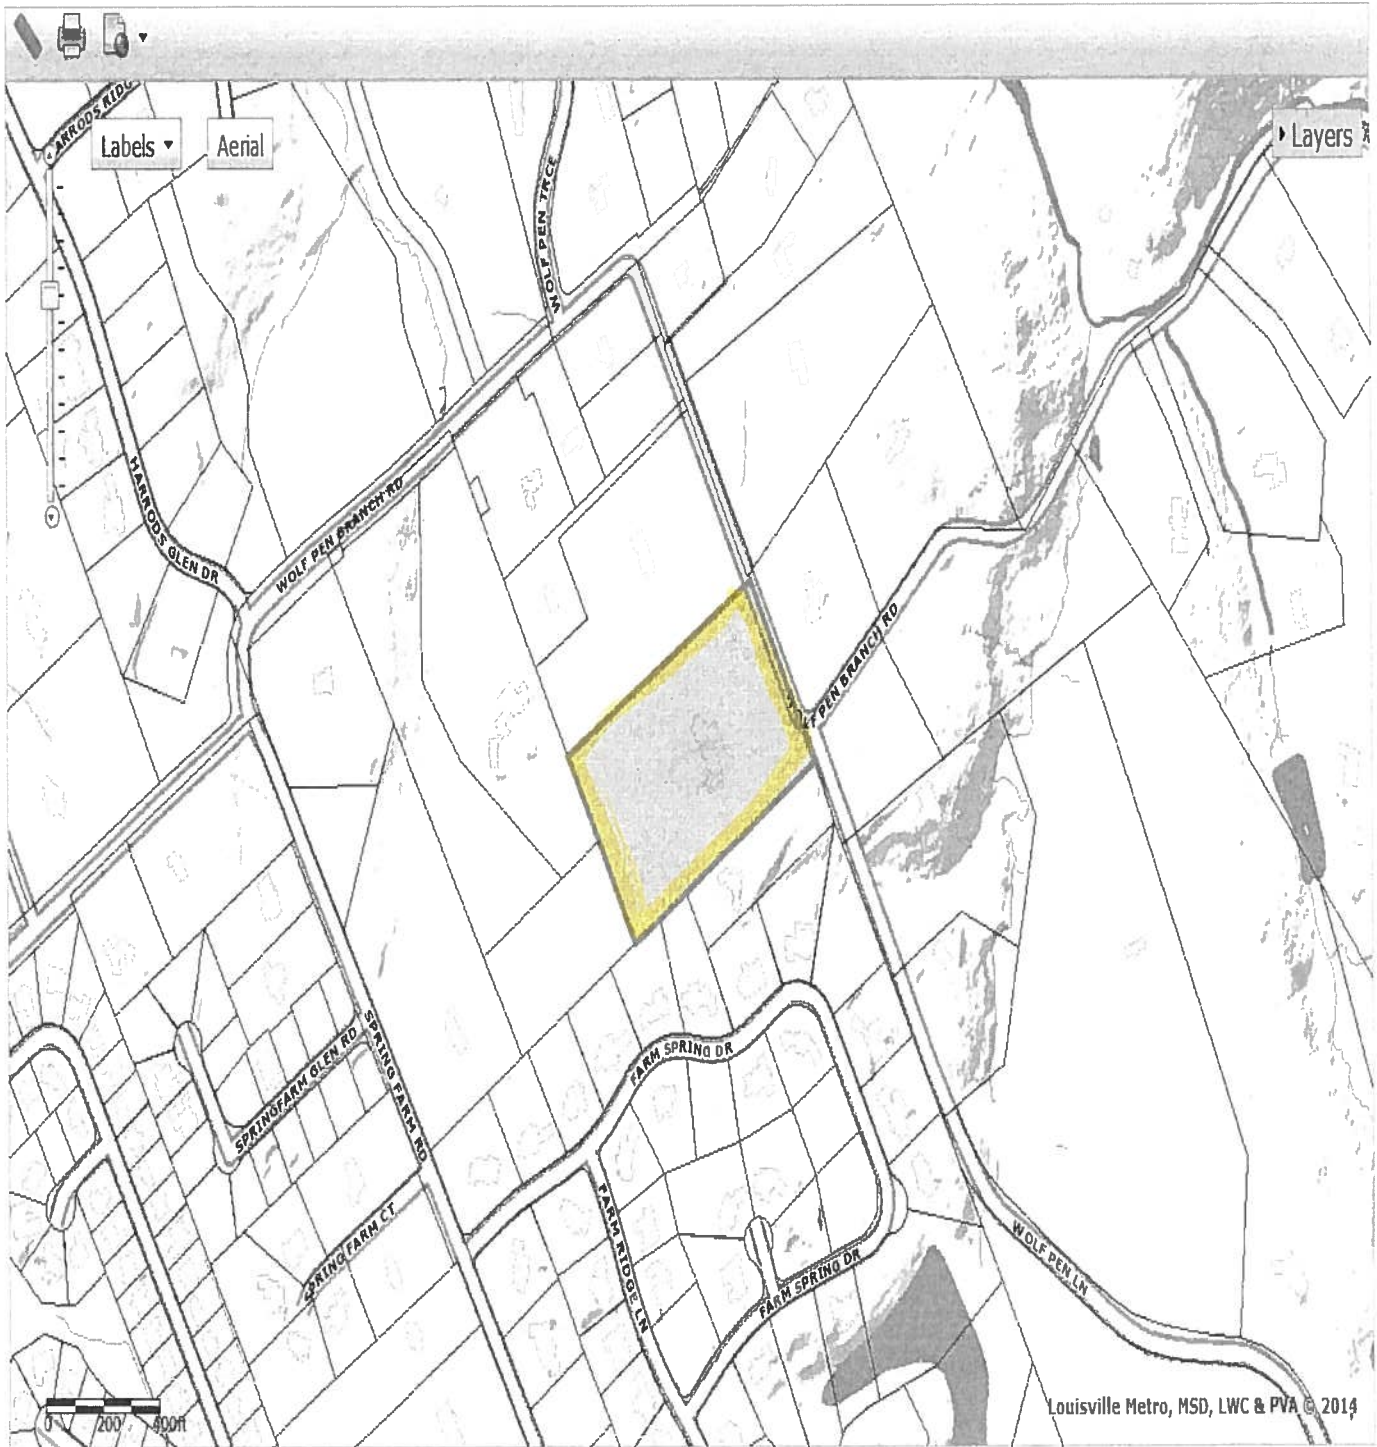 ARRODS RIDG
Labels
Aerial
Layers
WOLF PEN TRCE
HARRODS GLEN DR
WOLF PEN BRANCH RD
LF PEN BRANCH RD
SPRING FARM RD
SPRINGFARM GLEN RD
FARM SPRING DR
SPRING FARM CT
FARM RIDGE LN
FARM SPRING DR
WOLF PEN LN
0 200 400ft
Louisville Metro, MSD, LWC & PVA © 2014